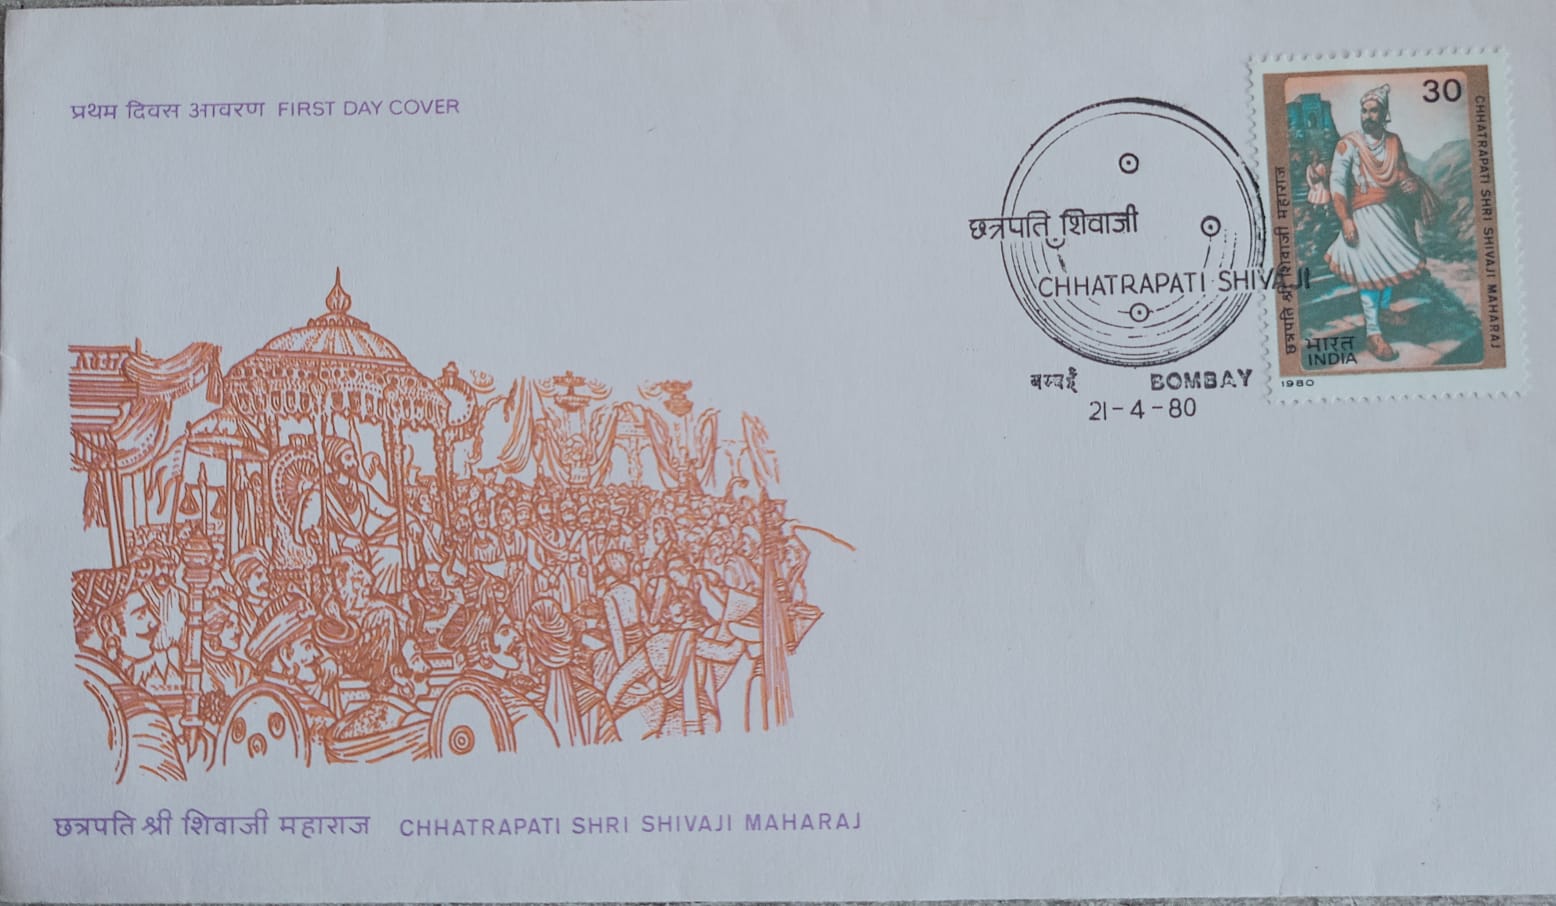 प्रथम दिवस आवरण FIRST DAY COVER
30
CHHATRAPATI SHRI SHIVAJI MAHARAJ
छत्रपति श्री शिवाजी महाराज
भारत
INDIA
1980
छत्रपति शिवाजी
CHHATRAPATI SHIVAJI
बम्बई BOMBAY
21-4-80
छत्रपति श्री शिवाजी महाराज CHHATRAPATI SHRI SHIVAJI MAHARAJ